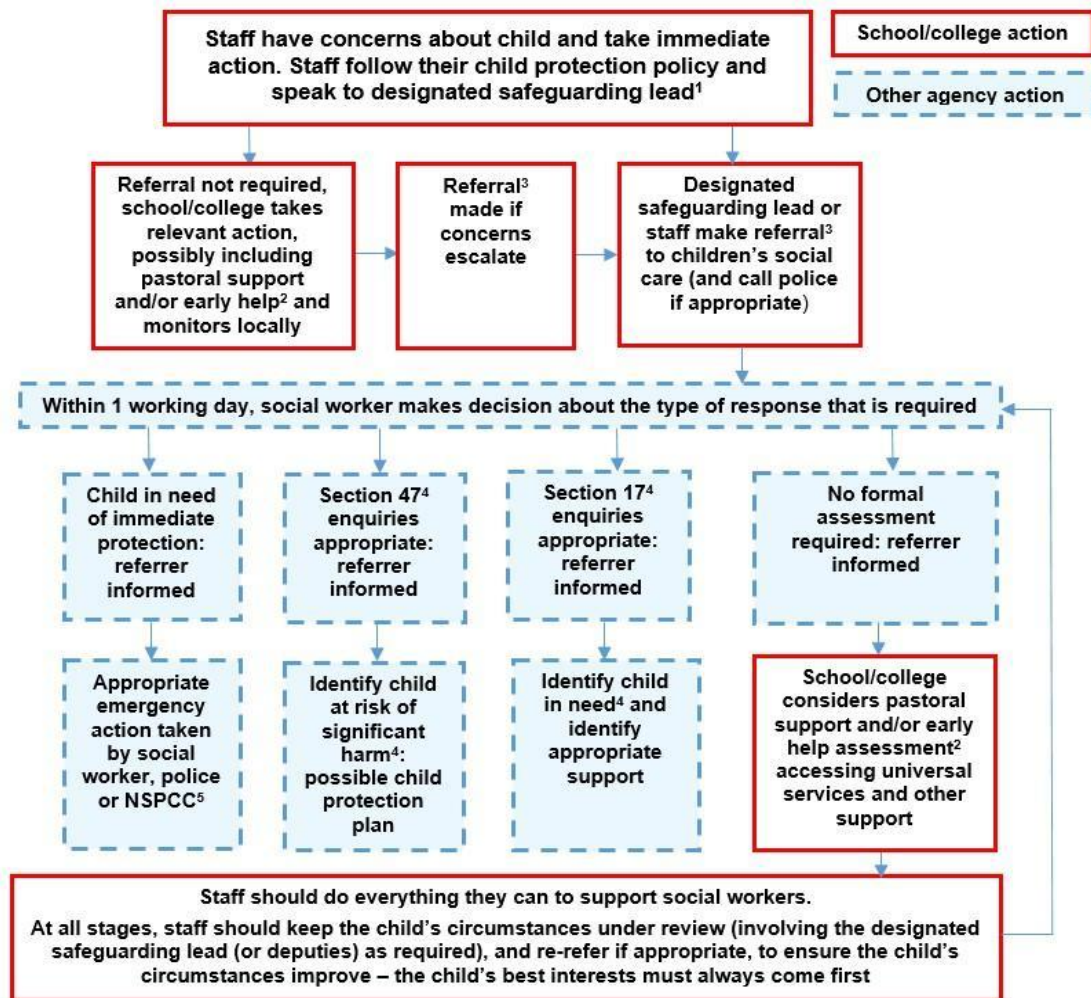 Staff have concerns about child and take immediate
action. Staff follow their child protection policy and
speak to designated safeguarding lead¹
School/college action
Other agency action
Referral not required,
school/college takes
relevant action,
possibly including
pastoral support
and/or early help² and
monitors locally
Referral³
made if
concerns
escalate
Designated
safeguarding lead or
staff make referral³
to children’s social
care (and call police
if appropriate)
Within 1 working day, social worker makes decision about the type of response that is required
Child in need
of immediate
protection:
referrer
informed
Section 47⁴
enquiries
appropriate:
referrer
informed
Section 17⁴
enquiries
appropriate:
referrer
informed
No formal
assessment
required: referrer
informed
Appropriate
emergency
action taken
by social
worker, police
or NSPCC⁵
Identify child
at risk of
significant
harm⁴:
possible child
protection
plan
Identify child
in need⁴ and
identify
appropriate
support
School/college
considers pastoral
support and/or early
help assessment²
accessing universal
services and other
support
Staff should do everything they can to support social workers.
At all stages, staff should keep the child’s circumstances under review (involving the designated
safeguarding lead (or deputies) as required), and re-refer if appropriate, to ensure the child’s
circumstances improve – the child’s best interests must always come first